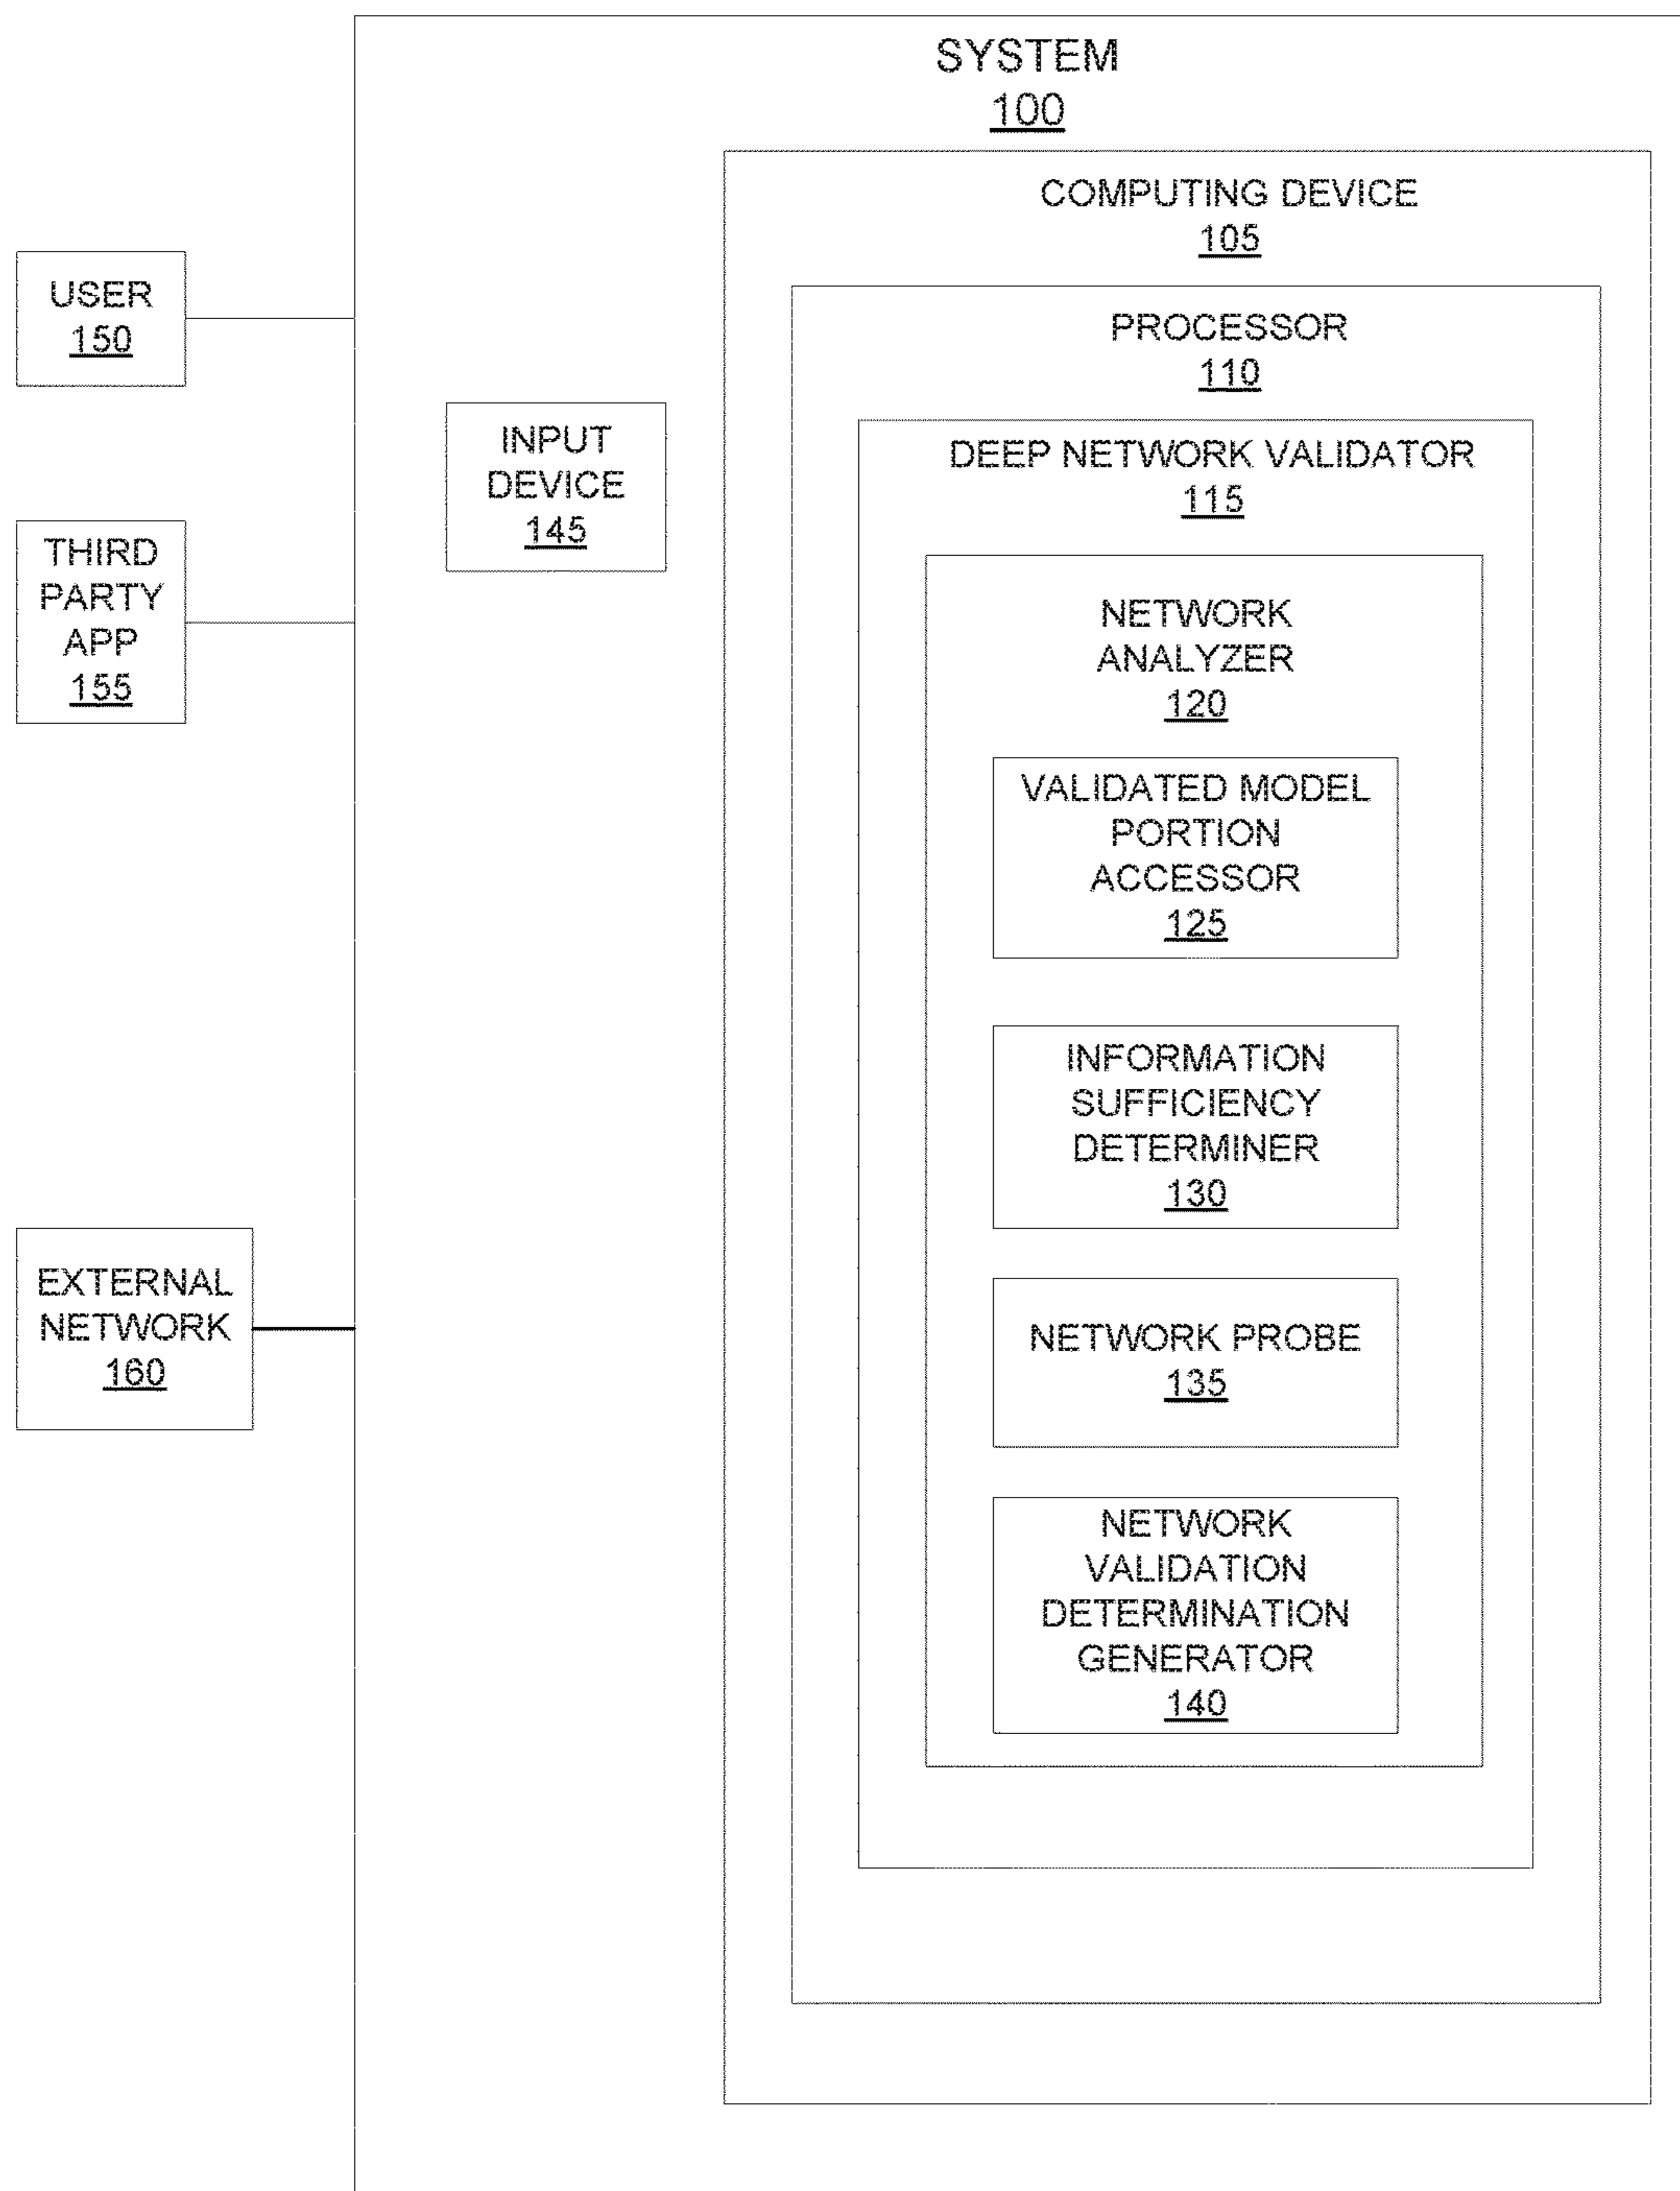 SYSTEM
100
COMPUTING DEVICE
105
USER
150
PROCESSOR
110
INPUT
DEVICE
145
DEEP NETWORK VALIDATOR
115
THIRD
PARTY
APP
155
NETWORK
ANALYZER
120
VALIDATED MODEL
PORTION
ACCESSOR
125
INFORMATION
SUFFICIENCY
DETERMINER
130
EXTERNAL
NETWORK
160
NETWORK PROBE
135
NETWORK
VALIDATION
DETERMINATION
GENERATOR
140